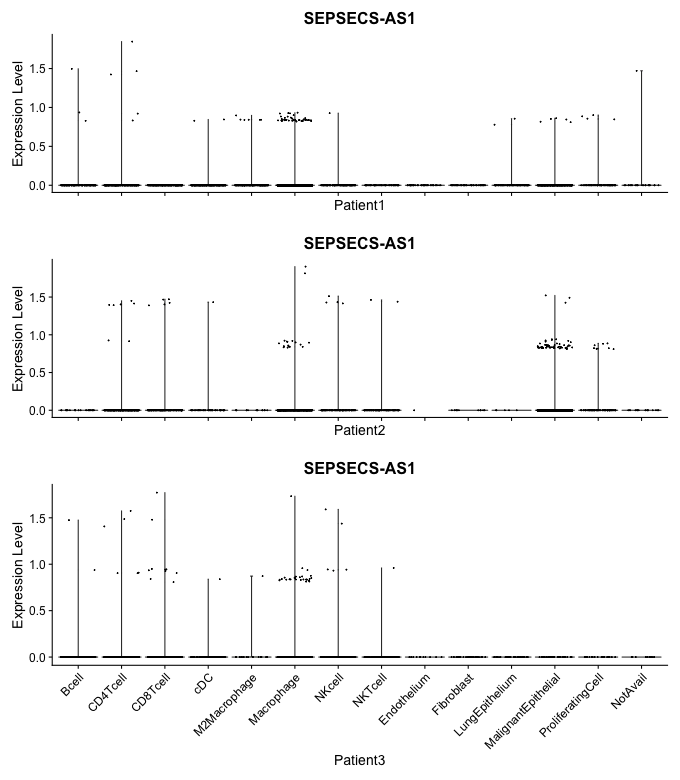 SEPSECS-AS1
Expression Level
1.5
1.0
0.5
0.0
Patient1
SEPSECS-AS1
Expression Level
1.5
1.0
0.5
0.0
Patient2
SEPSECS-AS1
Expression Level
1.5
1.0
0.5
0.0
Bcell
CD4Tcell
CD8Tcell
cDC
M2Macrophage
Macrophage
NKcell
NKTcell
Endothelium
Fibroblast
LungEpithelium
MalignantEpithelial
ProliferatingCell
NotAvail
Patient3